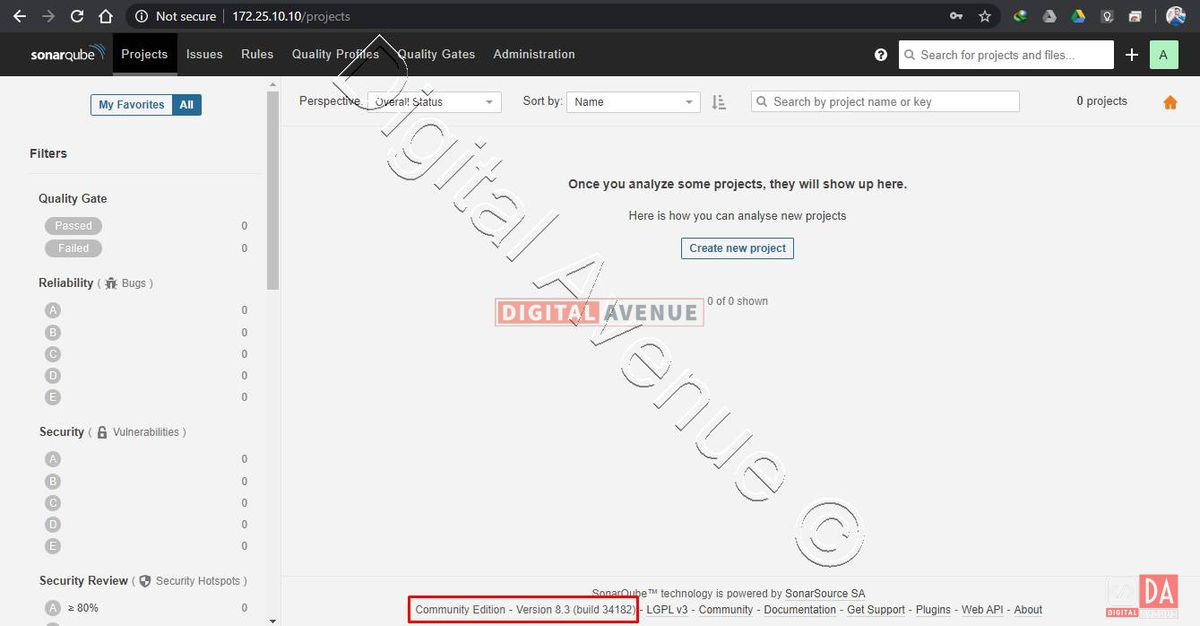 Not secure | 172.25.10.10/projects
sonarqube Projects Issues Rules Quality Profiles Quality Gates Administration ? Search for projects and files... + A
My Favorites All
Perspective: Overall Status Sort by: Name Search by project name or key 0 projects
Filters
Quality Gate
Passed 0
Failed 0
Reliability ( Bugs )
A 0
B 0
C 0
D 0
E 0
Security ( Vulnerabilities )
A 0
B 0
C 0
D 0
E 0
Security Review ( Security Hotspots )
A ≥ 80% 0
Once you analyze some projects, they will show up here.
Here is how you can analyse new projects
Create new project
0 of 0 shown
DIGITAL AVENUE
Digital Avenue ©
SonarQube™ technology is powered by SonarSource SA
Community Edition - Version 8.3 (build 34182) - LGPL v3 - Community - Documentation - Get Support - Plugins - Web API - About
DA
DIGITAL AVENUE